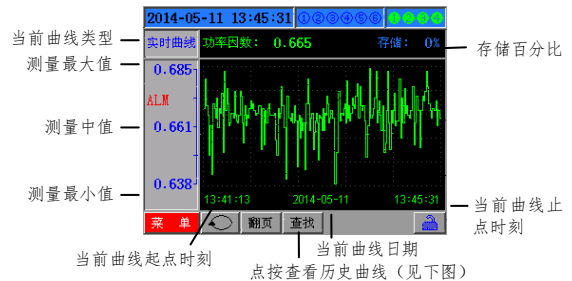 2014-05-11 13:45:31 ①②③④⑤⑥ ①②③④
当前曲线类型
实时曲线 功率因数: 0.665 存储: 0%
存储百分比
测量最大值
0.685
ALM
测量中值
0.661
测量最小值
0.638
13:41:13 2014-05-11 13:45:31
当前曲线止
点时刻
菜 单 翻页 查找
当前曲线起点时刻
当前曲线日期
点按查看历史曲线（见下图）